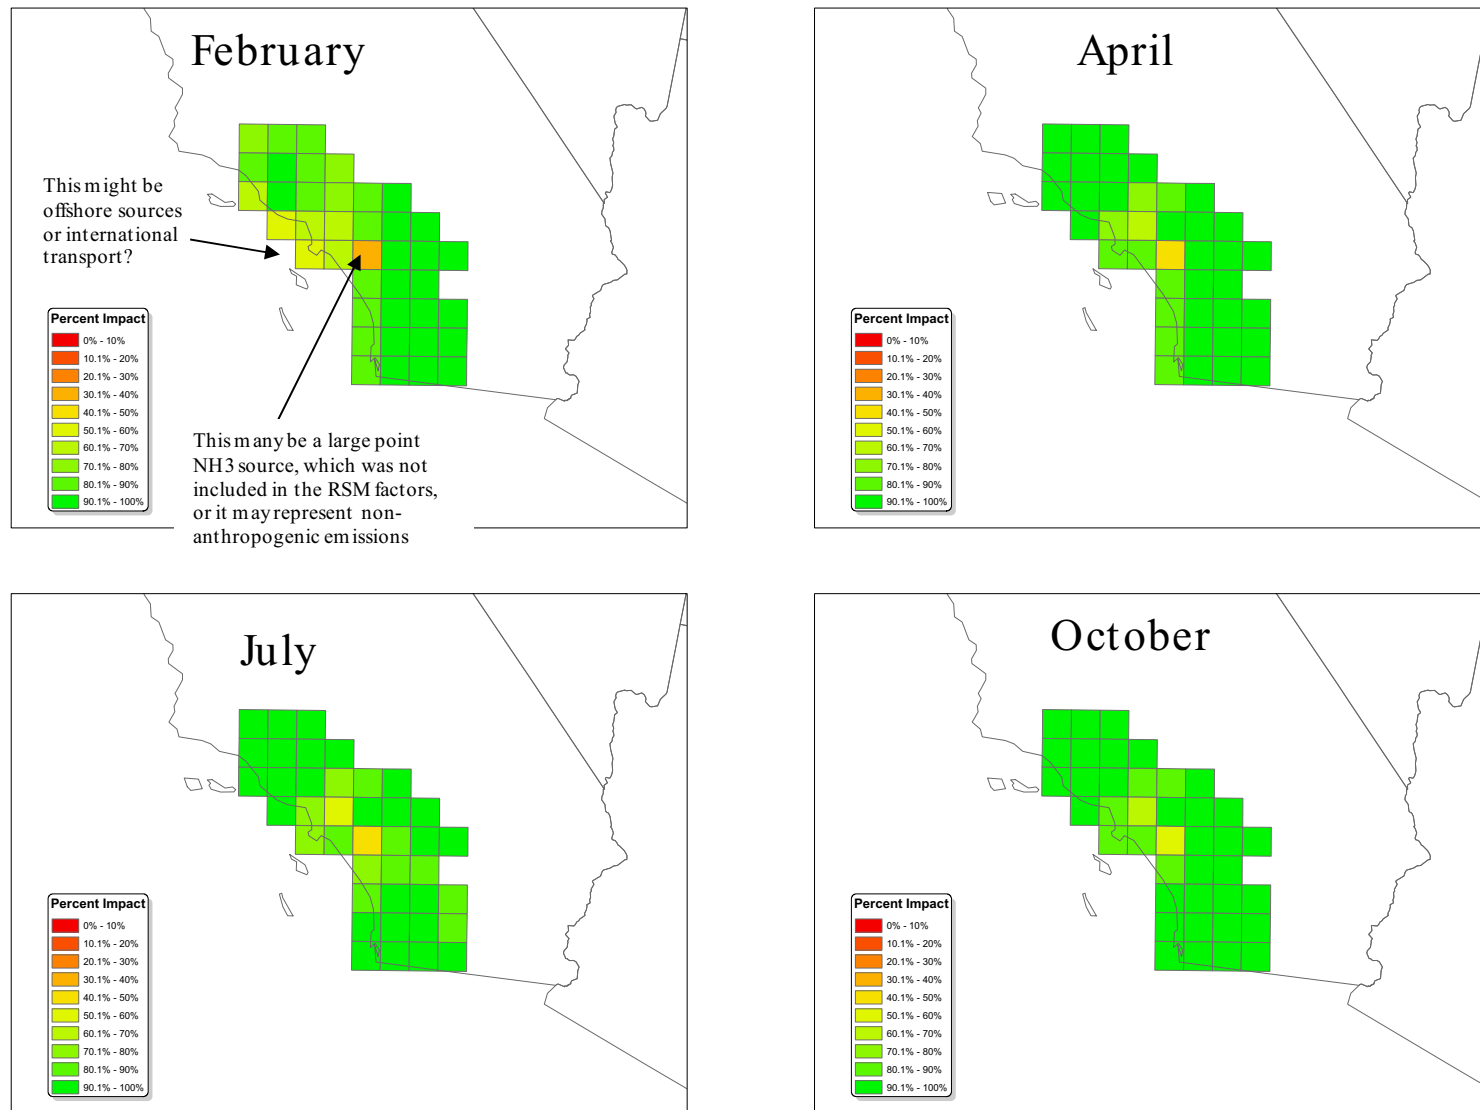 February
This might be
offshore sources
or international
transport?
Percent Impact
0% - 10%
10.1% - 20%
20.1% - 30%
30.1% - 40%
40.1% - 50%
50.1% - 60%
60.1% - 70%
70.1% - 80%
80.1% - 90%
90.1% - 100%
This many be a large point
NH3 source, which was not
included in the RSM factors,
or it may represent non-
anthropogenic emissions
April
Percent Impact
0% - 10%
10.1% - 20%
20.1% - 30%
30.1% - 40%
40.1% - 50%
50.1% - 60%
60.1% - 70%
70.1% - 80%
80.1% - 90%
90.1% - 100%
July
Percent Impact
0% - 10%
10.1% - 20%
20.1% - 30%
30.1% - 40%
40.1% - 50%
50.1% - 60%
60.1% - 70%
70.1% - 80%
80.1% - 90%
90.1% - 100%
October
Percent Impact
0% - 10%
10.1% - 20%
20.1% - 30%
30.1% - 40%
40.1% - 50%
50.1% - 60%
60.1% - 70%
70.1% - 80%
80.1% - 90%
90.1% - 100%